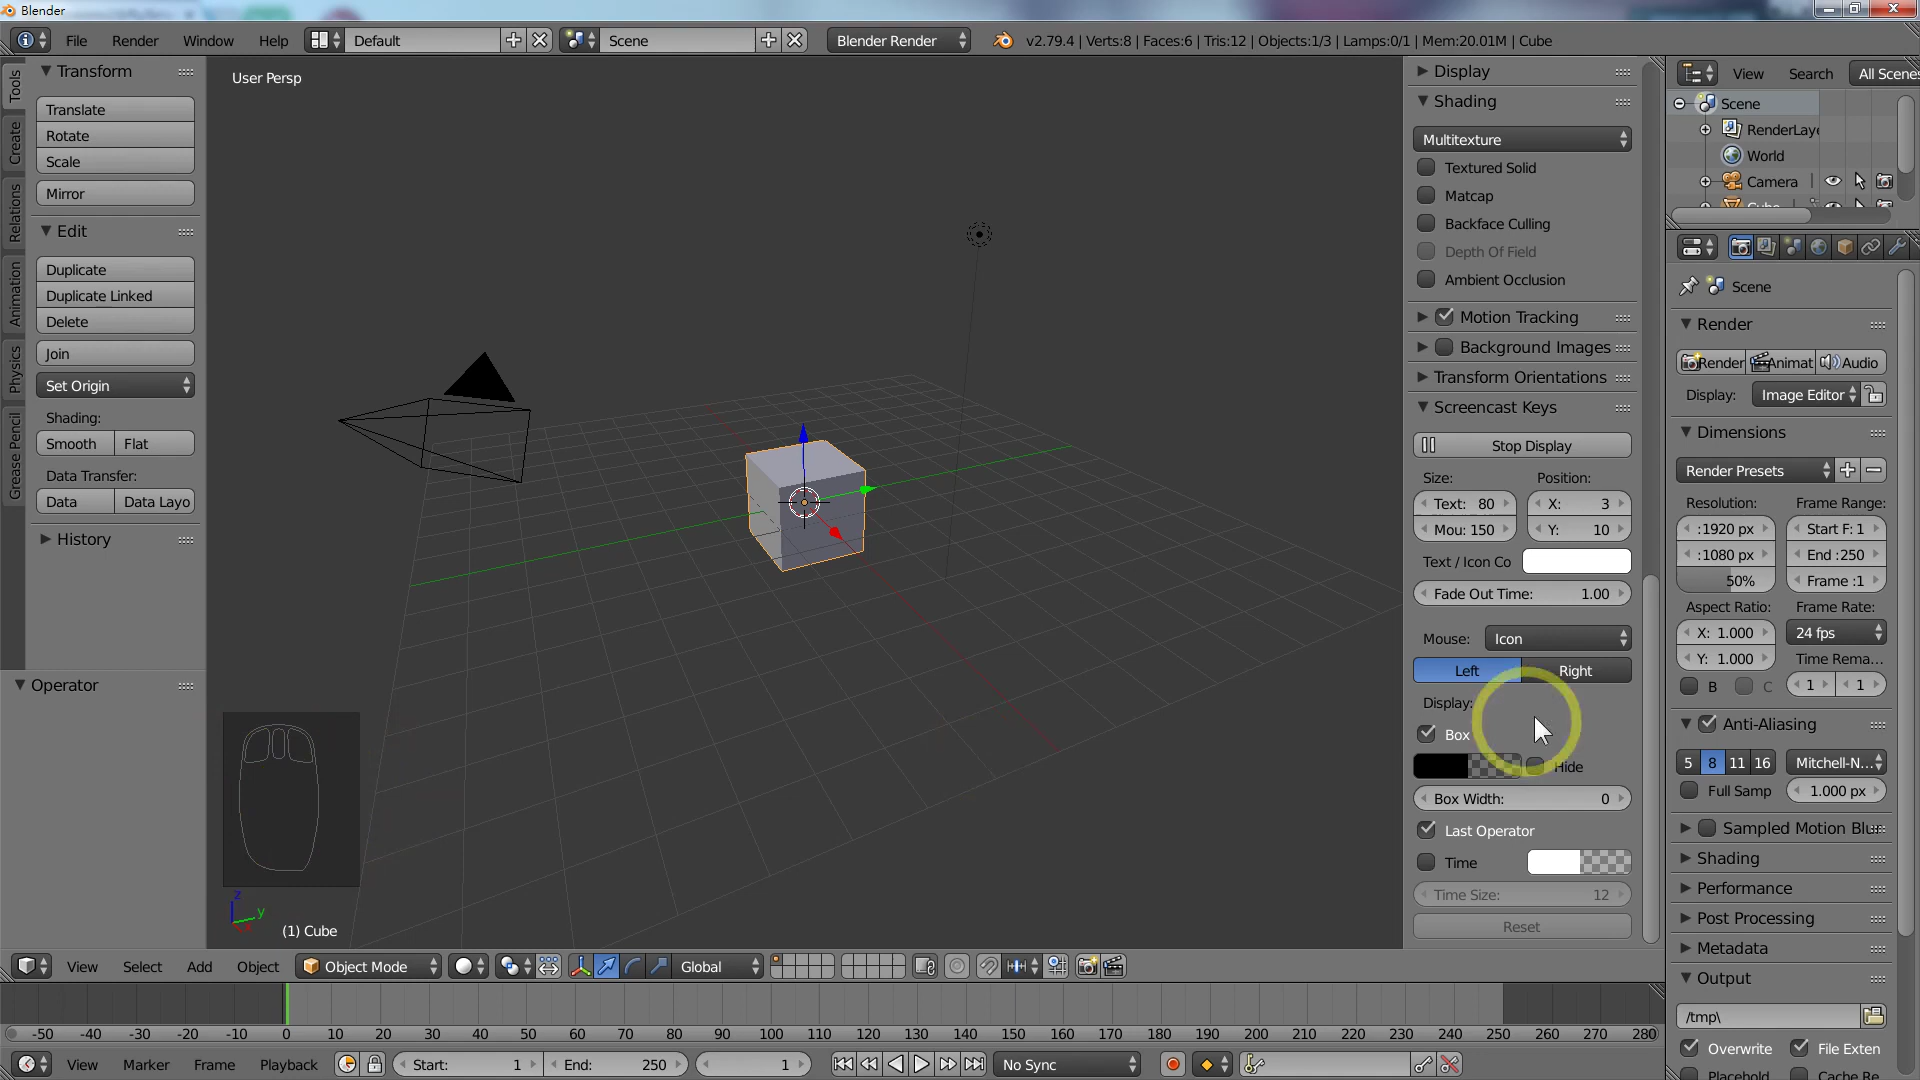 Blender
File Render Window Help Default Scene Blender Render v2.79.4 | Verts:8 | Faces:6 | Tris:12 | Objects:1/3 | Lamps:0/1 | Mem:20.01M | Cube
Tools
Create
Relations
Animation
Physics
Grease Pencil
Transform
Translate
Rotate
Scale
Mirror
Edit
Duplicate
Duplicate Linked
Delete
Join
Set Origin
Shading:
Smooth Flat
Data Transfer:
Data Data Layo
History
Operator
User Persp
z
y
(1) Cube
Display
Shading
Multitexture
Textured Solid
Matcap
Backface Culling
Depth Of Field
Ambient Occlusion
Motion Tracking
Background Images
Transform Orientations
Screencast Keys
Stop Display
Size: Position:
Text: 80 X: 3
Mou: 150 Y: 10
Text / Icon Co
Fade Out Time: 1.00
Mouse: Icon
Left Right
Display:
Box
Hide
Box Width: 0
Last Operator
Time
Time Size: 12
Reset
View Search All Scenes
Scene
RenderLaye
World
Camera
Scene
Render
Render Animat Audio
Display: Image Editor
Dimensions
Render Presets
Resolution: Frame Range:
:1920 px Start F: 1
:1080 px End :250
50% Frame :1
Aspect Ratio: Frame Rate:
X: 1.000 24 fps
Y: 1.000 Time Rema...
B C 1 1
Anti-Aliasing
5 8 11 16 Mitchell-N...
Full Samp 1.000 px
Sampled Motion Blu
Shading
Performance
Post Processing
Metadata
Output
/tmp\
Overwrite File Exten
Placehold Cache Re
View Select Add Object Object Mode Global
-50 -40 -30 -20 -10 0 10 20 30 40 50 60 70 80 90 100 110 120 130 140 150 160 170 180 190 200 210 220 230 240 250 260 270 280
View Marker Frame Playback Start: 1 End: 250 1 No Sync